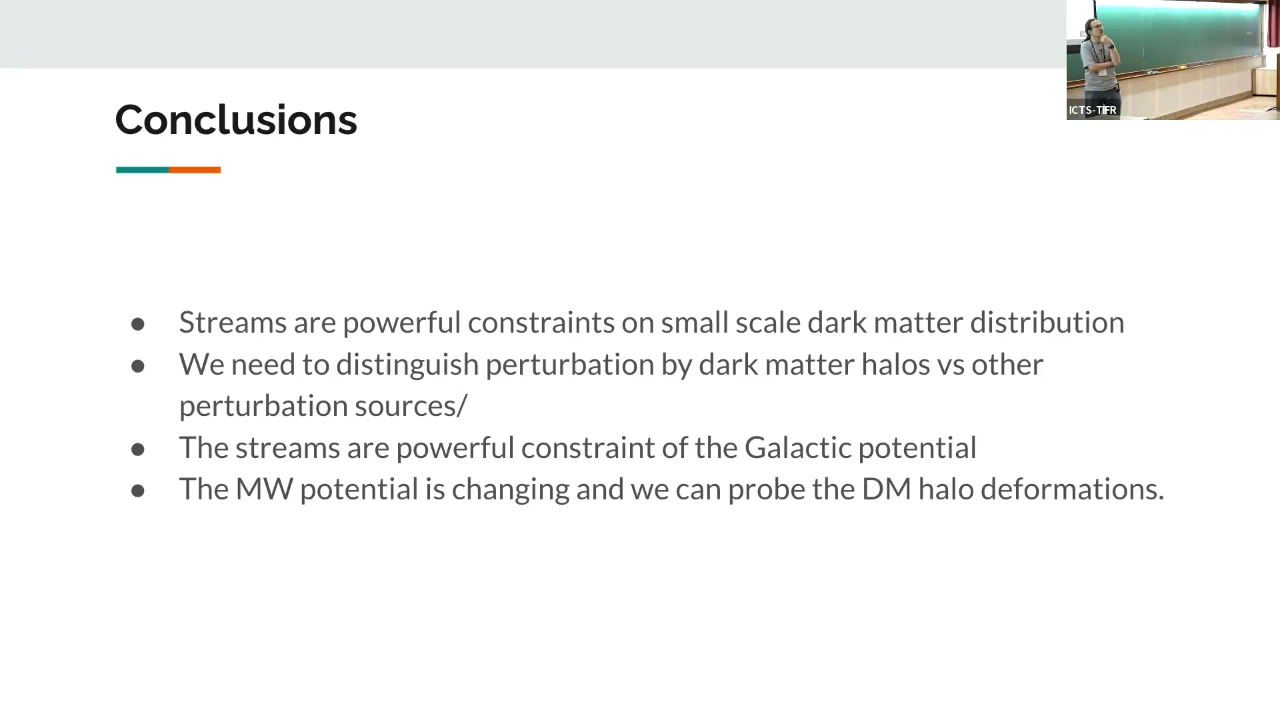 ICTS-TIFR
Conclusions
● Streams are powerful constraints on small scale dark matter distribution
● We need to distinguish perturbation by dark matter halos vs other
perturbation sources/
● The streams are powerful constraint of the Galactic potential
● The MW potential is changing and we can probe the DM halo deformations.